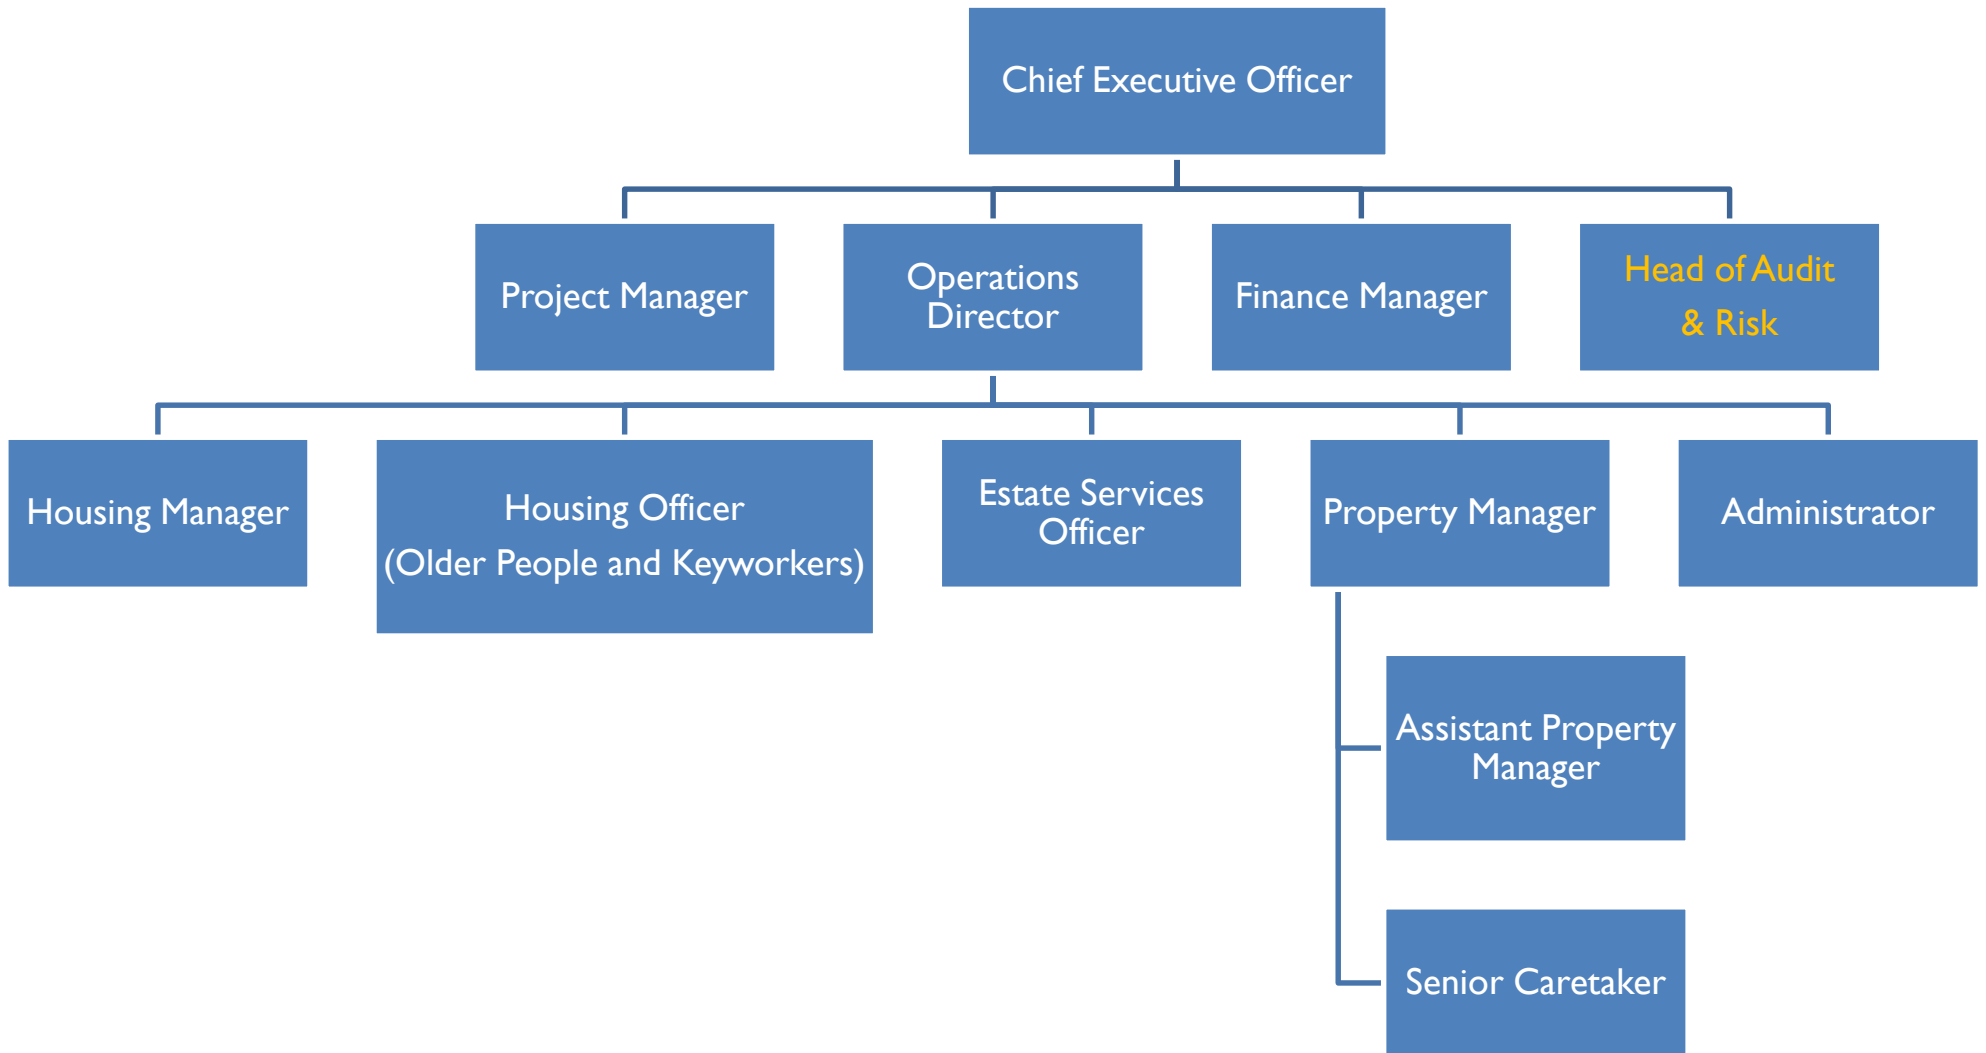 Chief Executive Officer
Project Manager
Operations
Director
Finance Manager
Head of Audit
& Risk
Housing Manager
Housing Officer
(Older People and Keyworkers)
Estate Services
Officer
Property Manager
Administrator
Assistant Property
Manager
Senior Caretaker